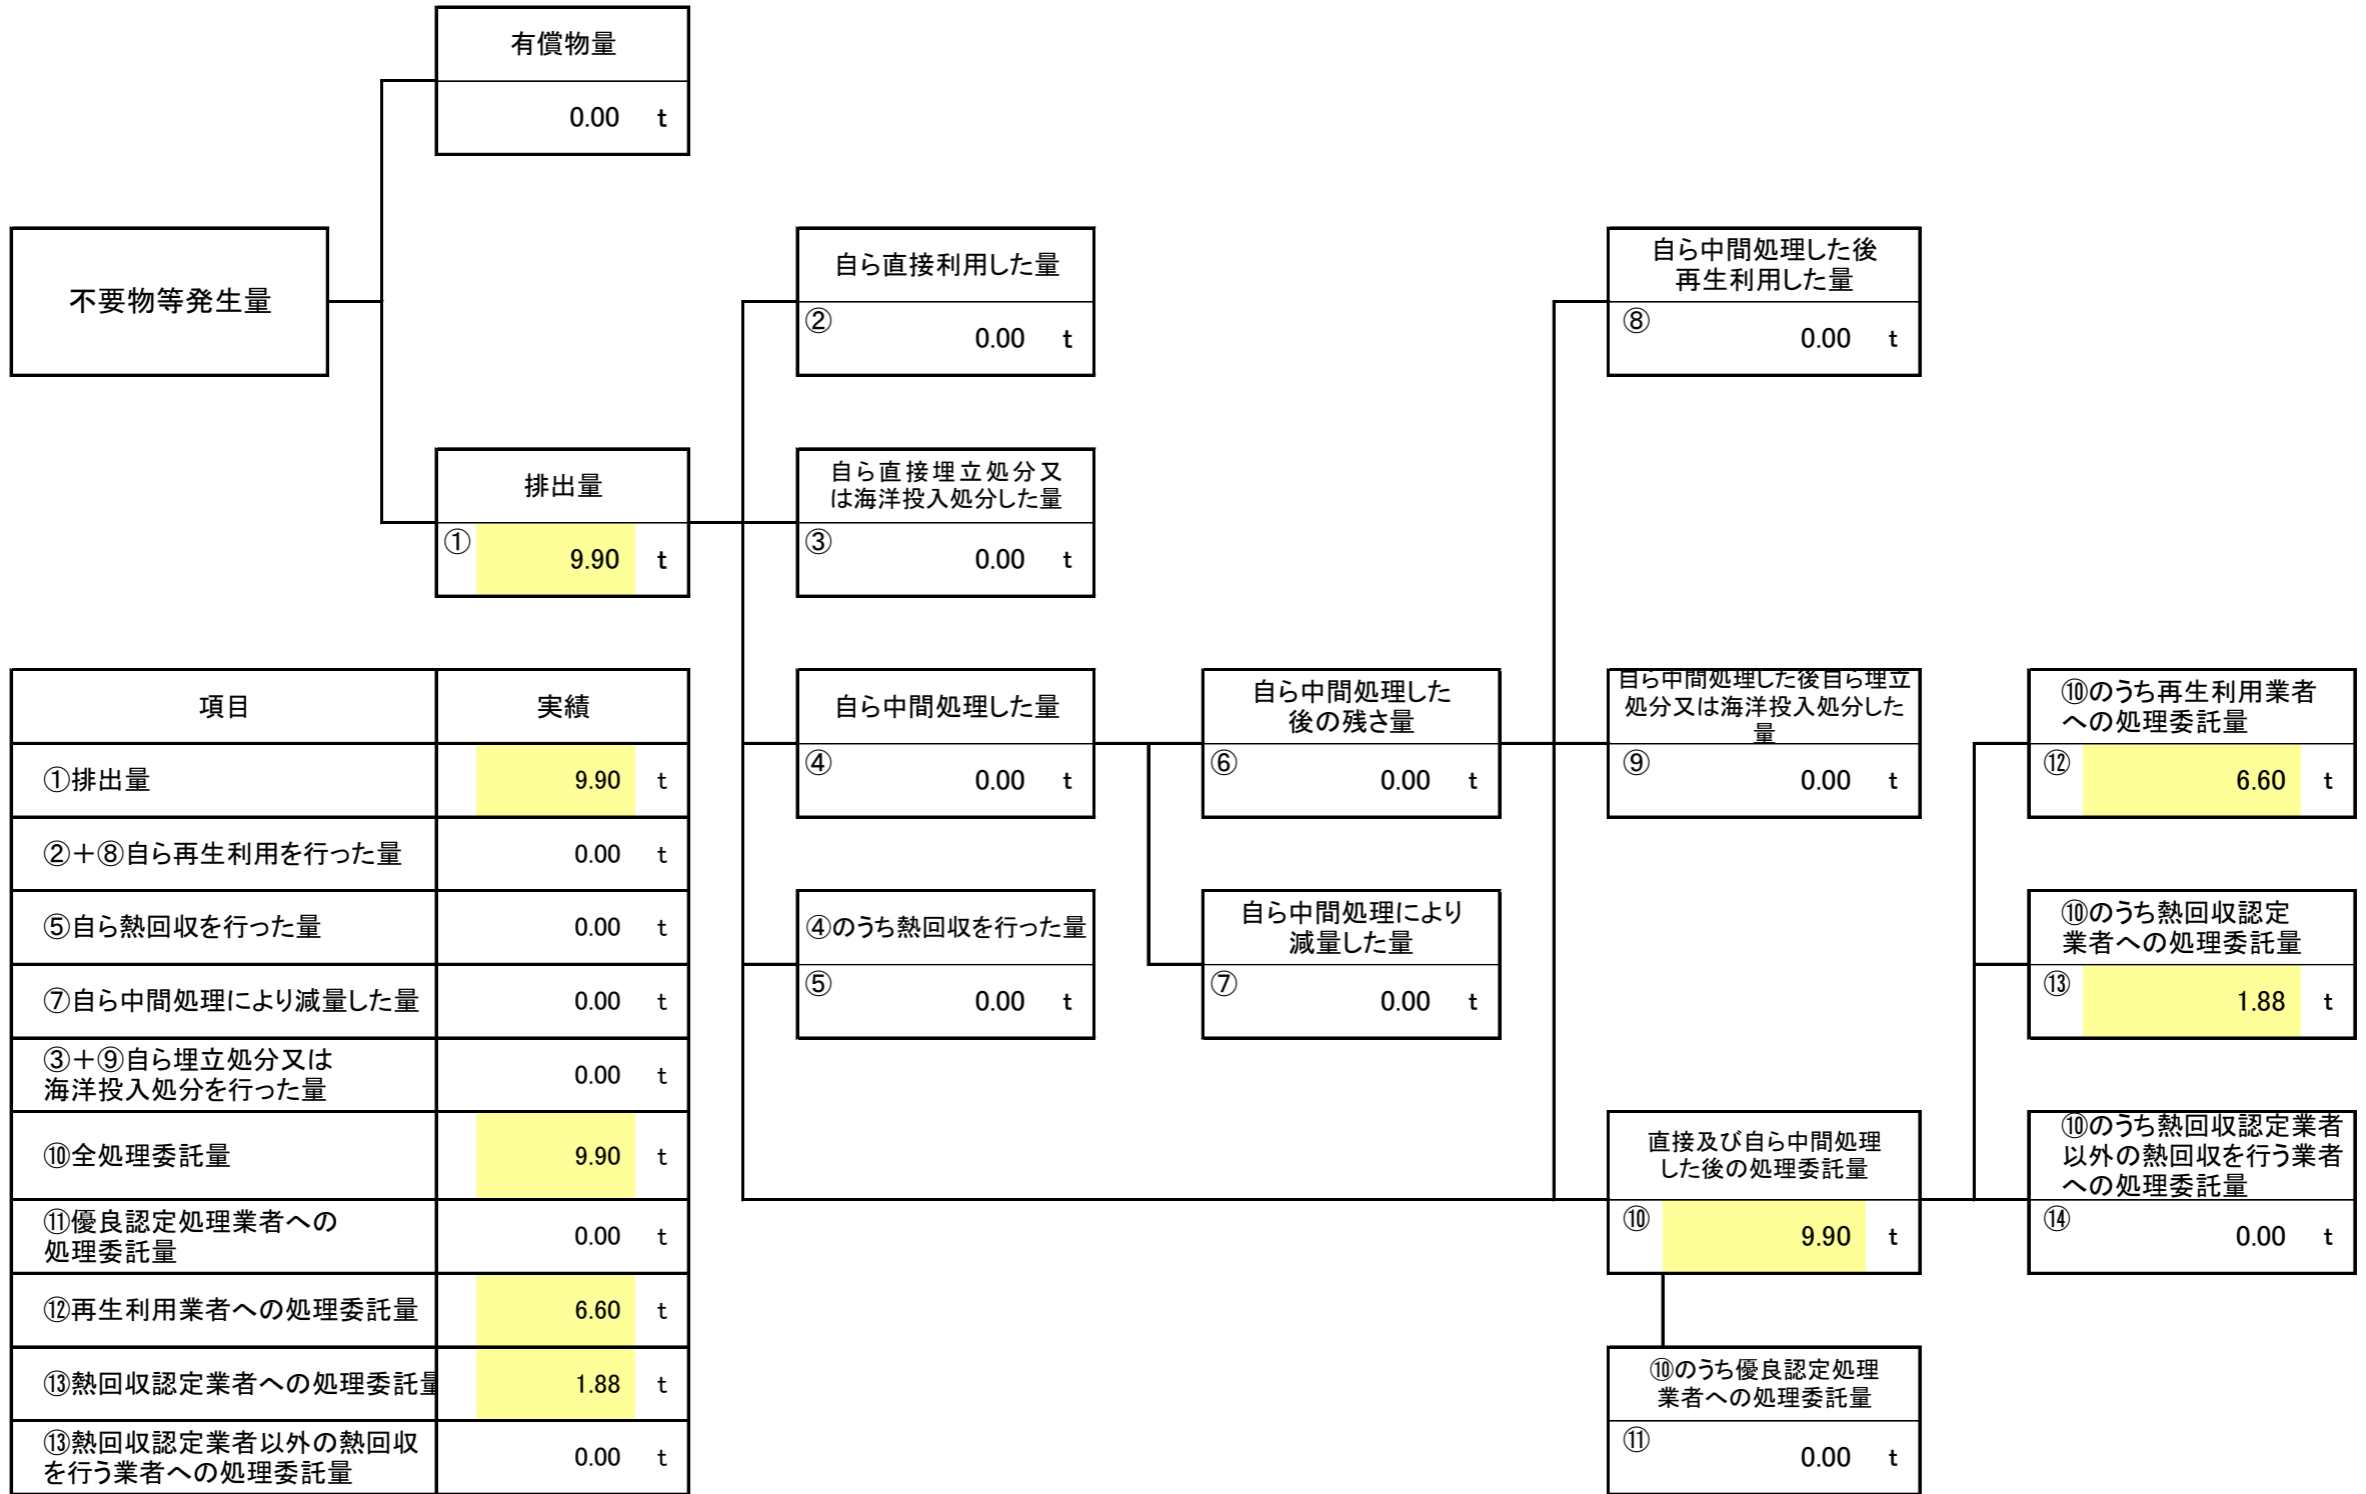 有償物量
0.00 t
不要物等発生量
自ら直接利用した量
② 0.00 t
自ら中間処理した後
再生利用した量
⑧ 0.00 t
排出量
① 9.90 t
自ら直接埋立処分又
は海洋投入処分した量
③ 0.00 t
項目 実績
①排出量 9.90 t
②＋⑧自ら再生利用を行った量 0.00 t
⑤自ら熱回収を行った量 0.00 t
⑦自ら中間処理により減量した量 0.00 t
③＋⑨自ら埋立処分又は
海洋投入処分を行った量 0.00 t
⑩全処理委託量 9.90 t
⑪優良認定処理業者への
処理委託量 0.00 t
⑫再生利用業者への処理委託量 6.60 t
⑬熱回収認定業者への処理委託量 1.88 t
⑬熱回収認定業者以外の熱回収
を行う業者への処理委託量 0.00 t
自ら中間処理した量
④ 0.00 t
④のうち熱回収を行った量
⑤ 0.00 t
自ら中間処理した
後の残さ量
⑥ 0.00 t
自ら中間処理により
減量した量
⑦ 0.00 t
自ら中間処理した後自ら埋立
処分又は海洋投入処分した
量
⑨ 0.00 t
直接及び自ら中間処理
した後の処理委託量
⑩ 9.90 t
⑩のうち優良認定処理
業者への処理委託量
⑪ 0.00 t
⑩のうち再生利用業者
への処理委託量
⑫ 6.60 t
⑩のうち熱回収認定
業者への処理委託量
⑬ 1.88 t
⑩のうち熱回収認定業者
以外の熱回収を行う業者
への処理委託量
⑭ 0.00 t